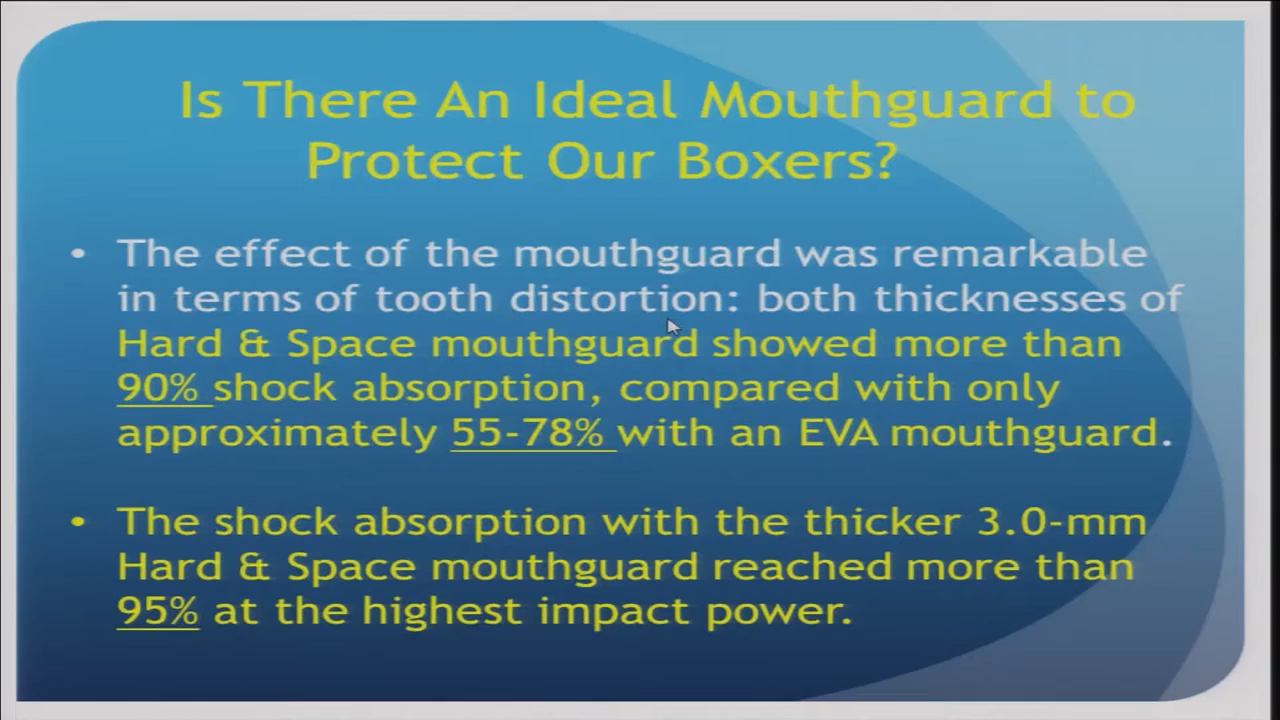 Is There An Ideal Mouthguard to
Protect Our Boxers?
• The effect of the mouthguard was remarkable
in terms of tooth distortion: both thicknesses of
Hard & Space mouthguard showed more than
90% shock absorption, compared with only
approximately 55-78% with an EVA mouthguard.
• The shock absorption with the thicker 3.0-mm
Hard & Space mouthguard reached more than
95% at the highest impact power.